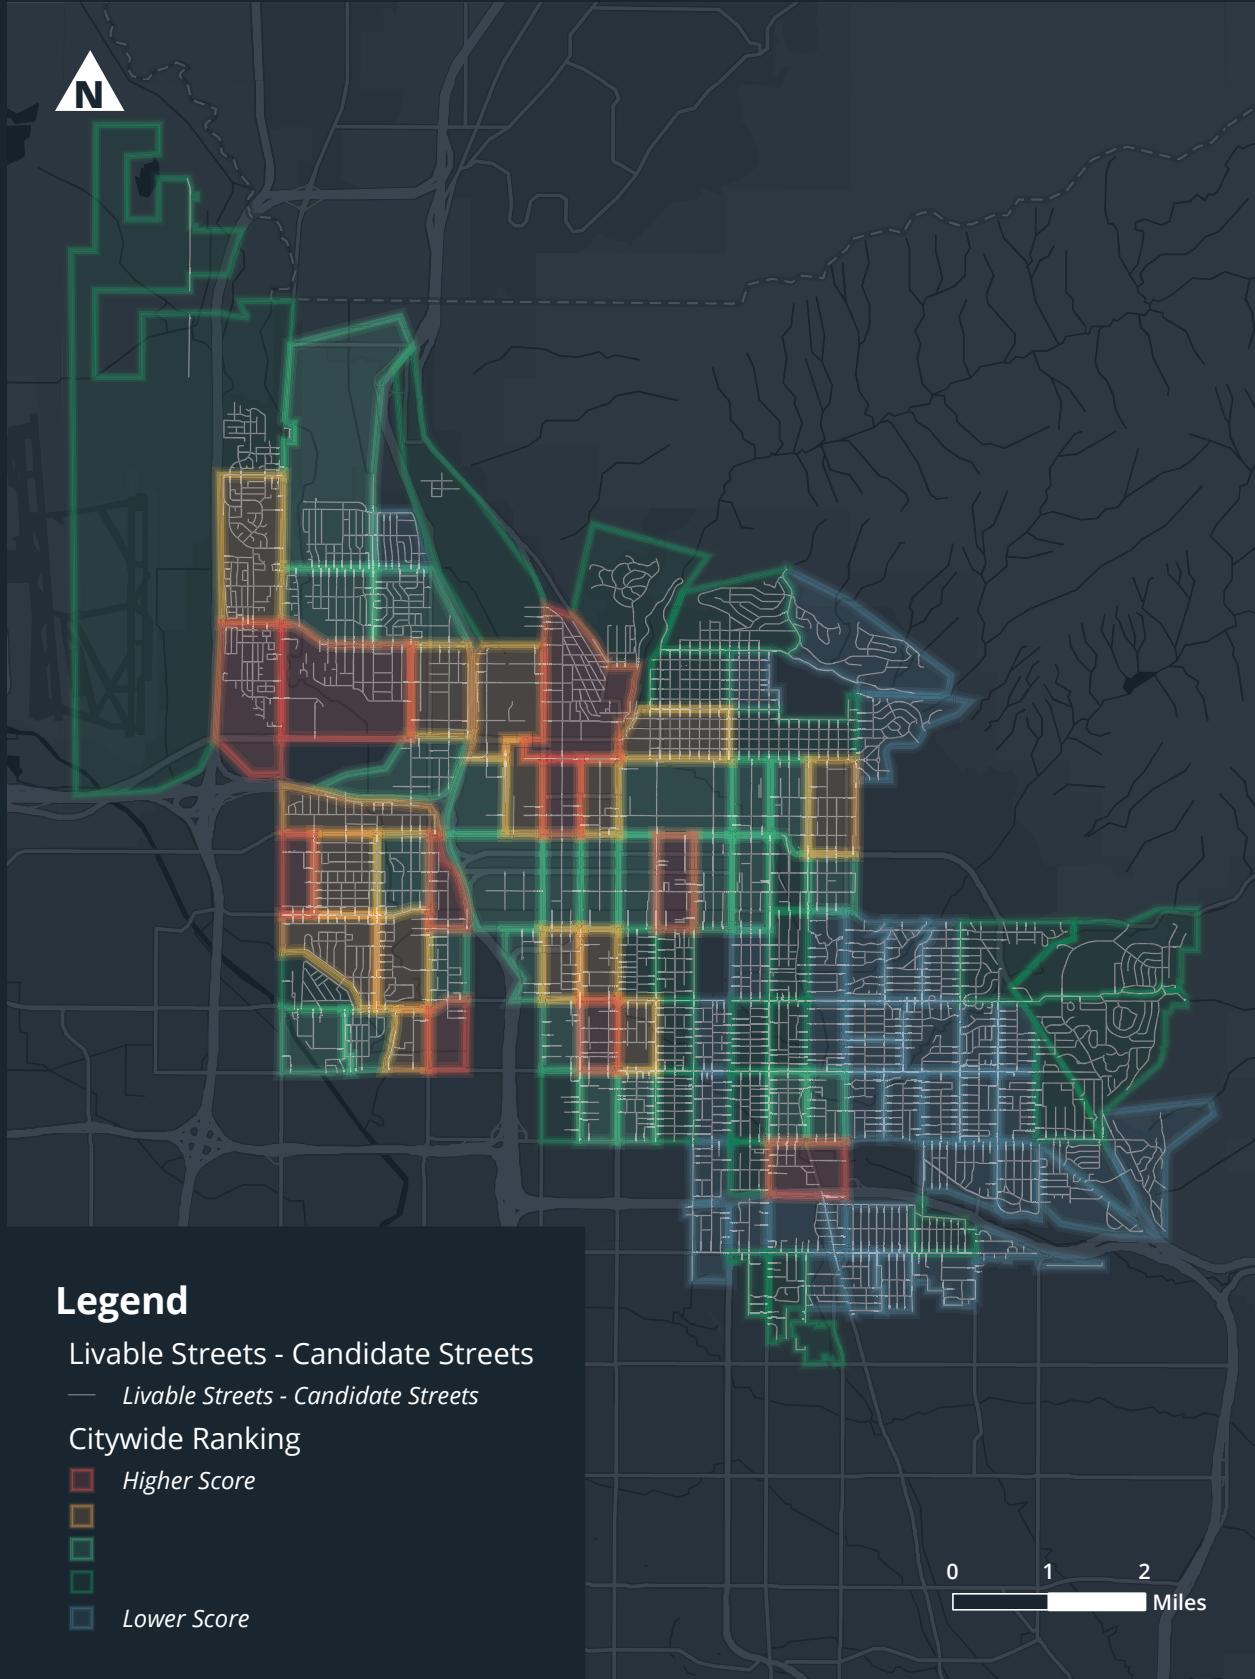 N
Legend
Livable Streets - Candidate Streets
Livable Streets - Candidate Streets
Citywide Ranking
Higher Score
Lower Score
0 1 2
Miles